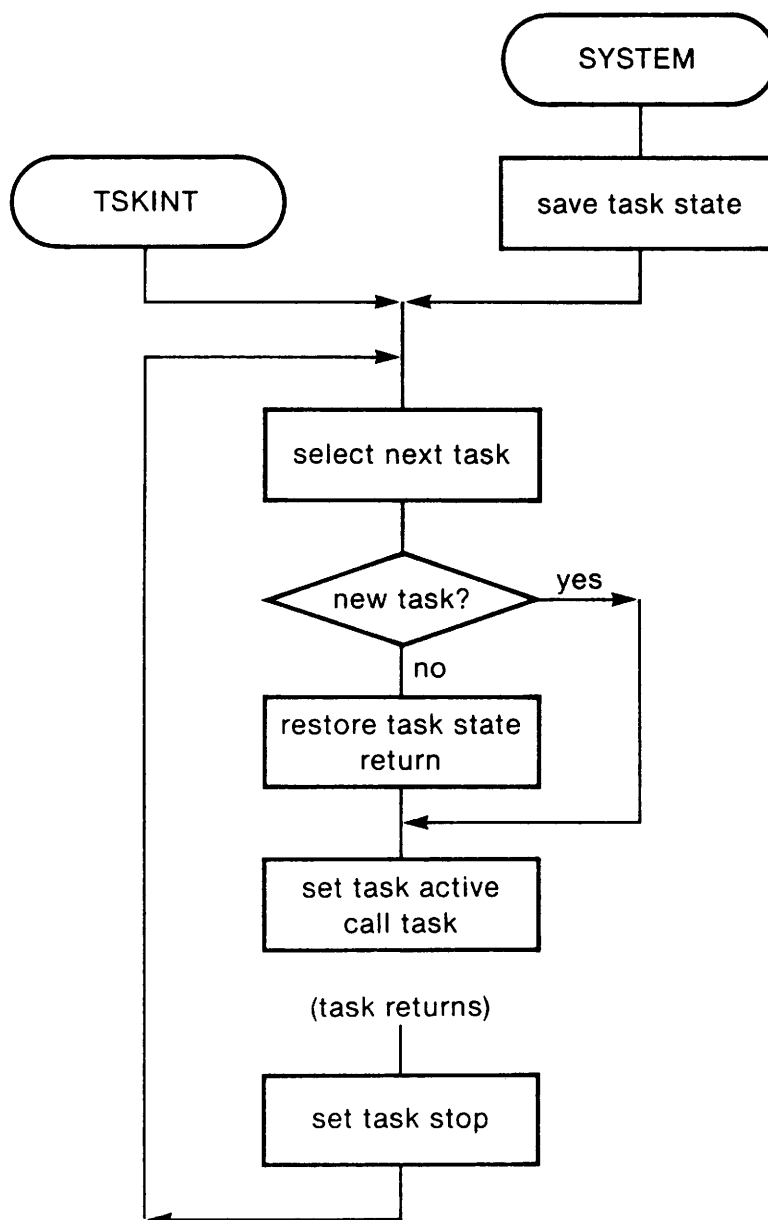 SYSTEM
save task state
TSKINT
select next task
new task?
yes
no
restore task state
return
set task active
call task
(task returns)
set task stop